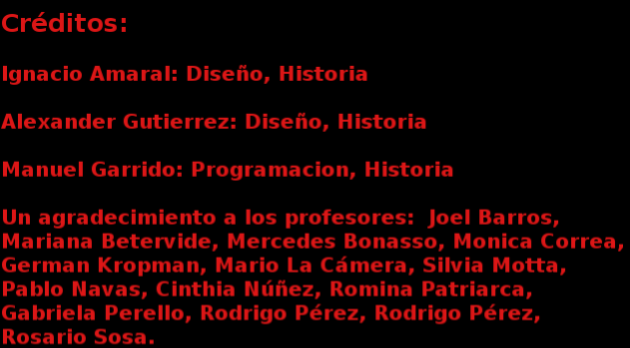 Créditos:
Ignacio Amaral: Diseño, Historia
Alexander Gutierrez: Diseño, Historia
Manuel Garrido: Programacion, Historia
Un agradecimiento a los profesores:  Joel Barros,
Mariana Betervide, Mercedes Bonasso, Monica Correa,
German Kropman, Mario La Cámera, Silvia Motta,
Pablo Navas, Cinthia Núñez, Romina Patriarca,
Gabriela Perello, Rodrigo Pérez, Rodrigo Pérez,
Rosario Sosa.